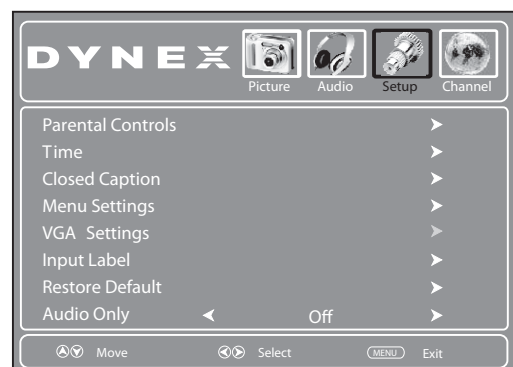 DYNEX
Picture Audio Setup Channel
Parental Controls
Time
Closed Caption
Menu Settings
VGA Settings
Input Label
Restore Default
Audio Only Off
Move Select MENU Exit